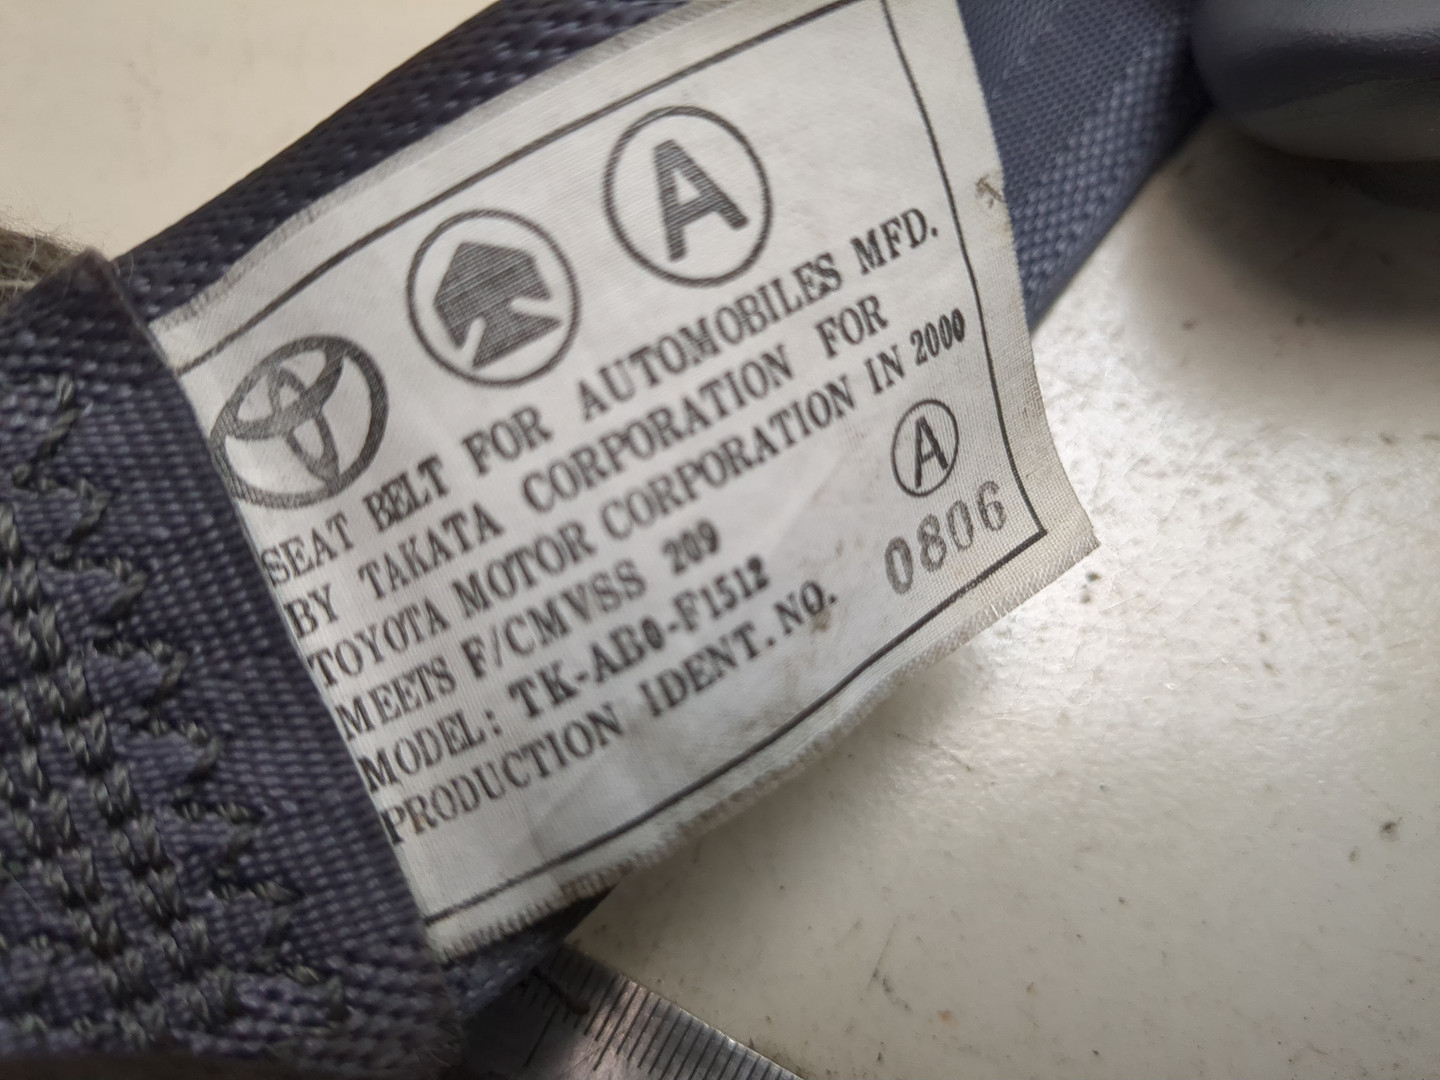 A
SEAT BELT FOR AUTOMOBILES MFD.
BY TAKATA CORPORATION FOR
TOYOTA MOTOR CORPORATION IN 2000
MEETS F/CMVSS 209
A
MODEL: TK-AB0-F1512
PRODUCTION IDENT. NO. 0806